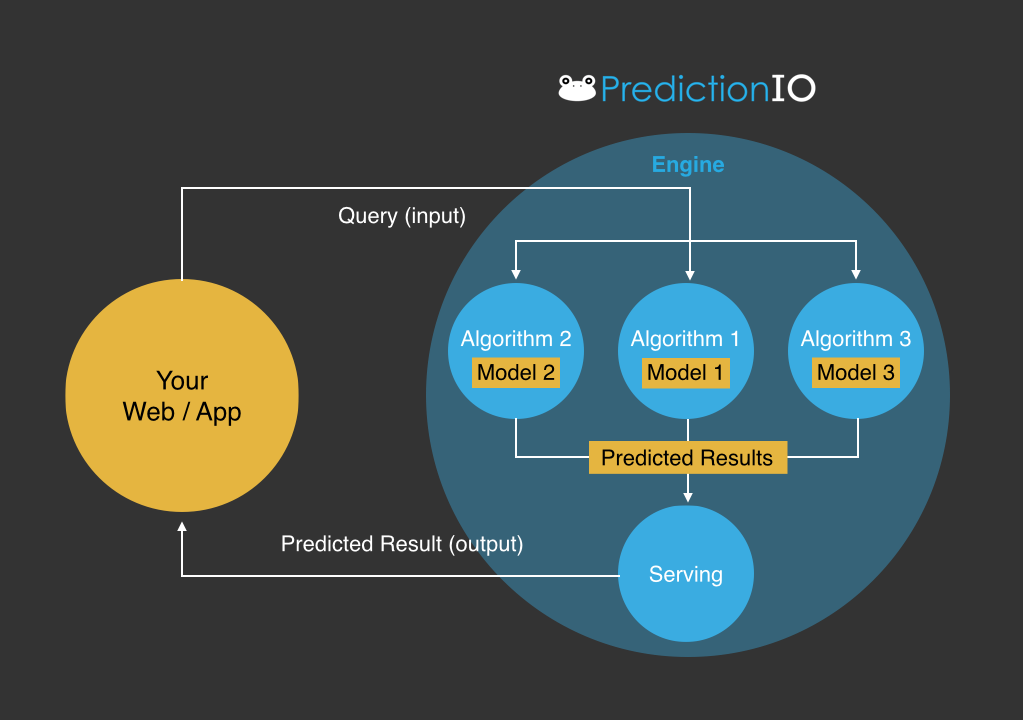 PredictionIO
Engine
Query (input)
Algorithm 2
Model 2
Algorithm 1
Model 1
Algorithm 3
Model 3
Your
Web / App
Predicted Results
Predicted Result (output)
Serving